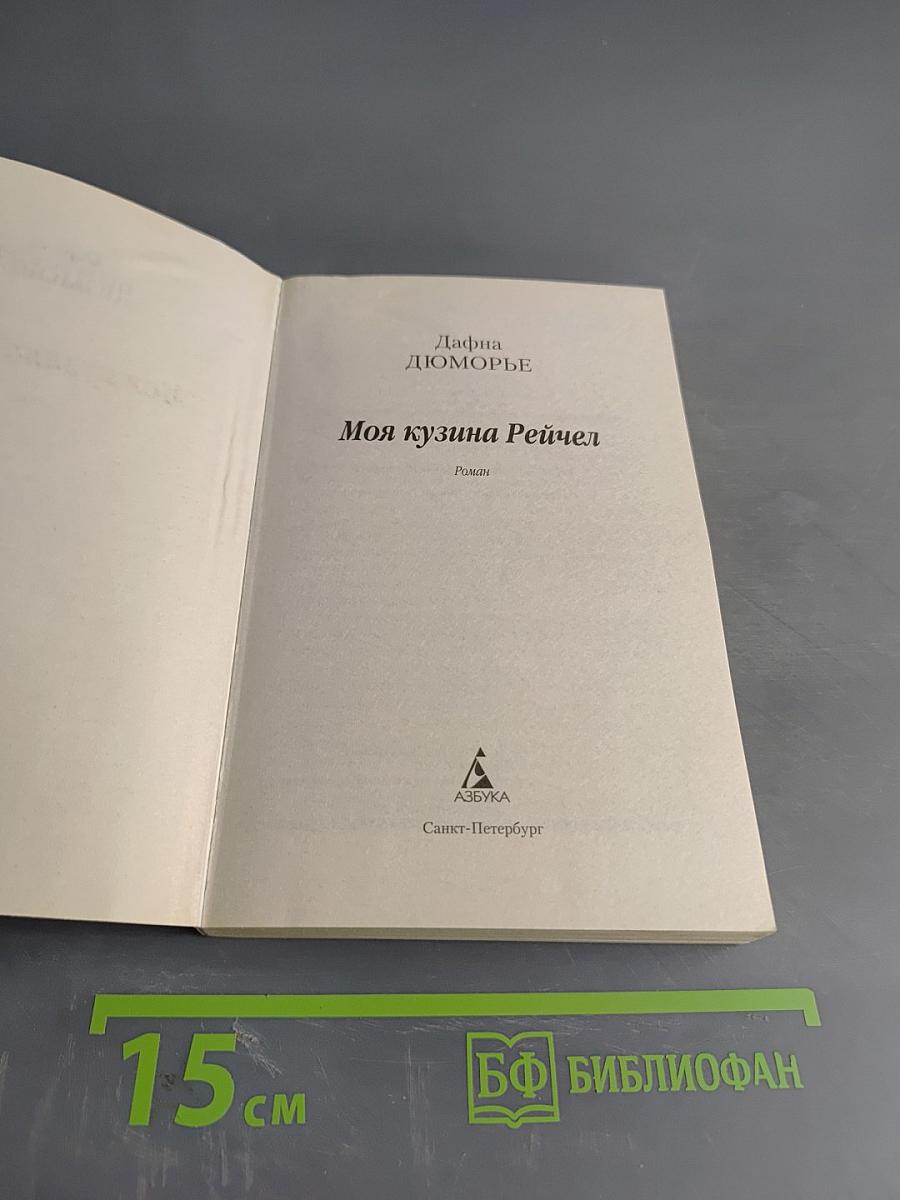 Дафна
ДЮМОРЬЕ
Моя кузина Рейчел
Роман
АЗБУКА
Санкт-Петербург
15 см
БФ БИБЛИОФАН